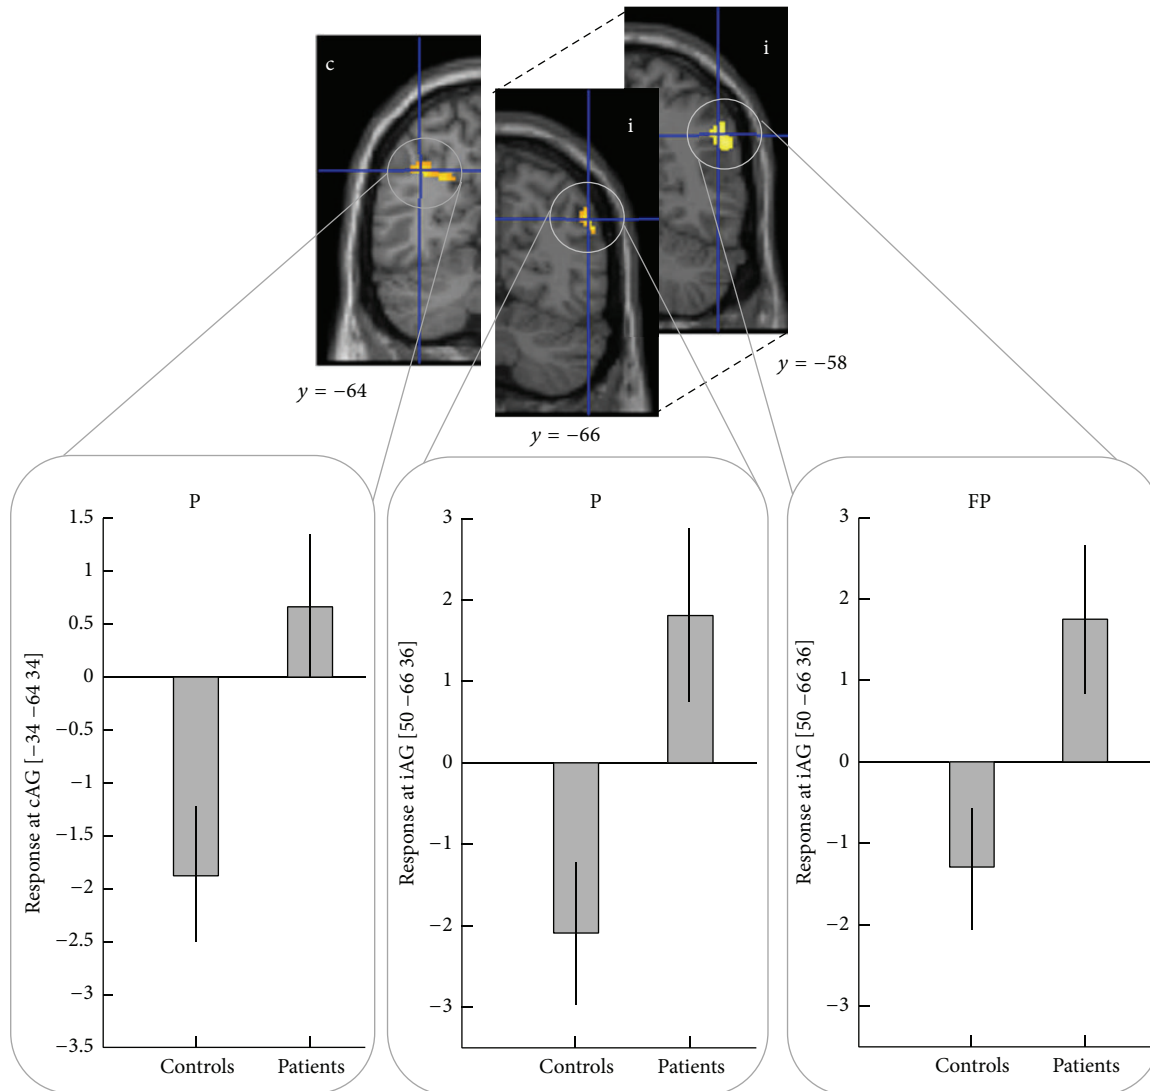 c
i
i
y = −64
y = −66
y = −58
P
1.5
1
0.5
0
−0.5
−1
−1.5
−2
−2.5
−3
−3.5
Response at cAG [−34 −64 34]
Controls Patients
P
3
2
1
0
−1
−2
−3
Response at iAG [50 −66 36]
Controls Patients
FP
3
2
1
0
−1
−2
−3
Response at iAG [50 −66 36]
Controls Patients